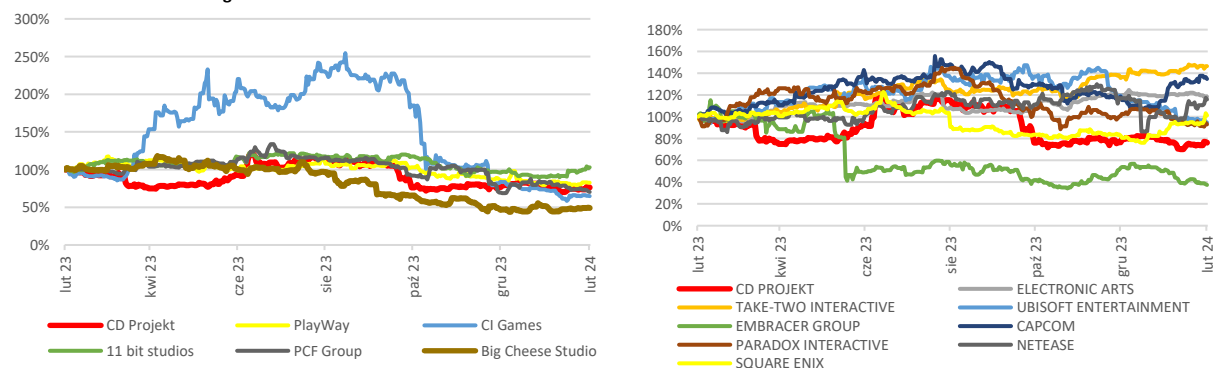 300%
250%
200%
150%
100%
50%
0%
lut 23
kwi 23
cze 23
sie 23
paź 23
gru 23
lut 24
CD Projekt
PlayWay
CI Games
11 bit studios
PCF Group
Big Cheese Studio
180%
160%
140%
120%
100%
80%
60%
40%
20%
0%
lut 23
kwi 23
cze 23
sie 23
paź 23
gru 23
lut 24
CD PROJEKT
ELECTRONIC ARTS
TAKE-TWO INTERACTIVE
UBISOFT ENTERTAINMENT
EMBRACER GROUP
CAPCOM
PARADOX INTERACTIVE
NETEASE
SQUARE ENIX